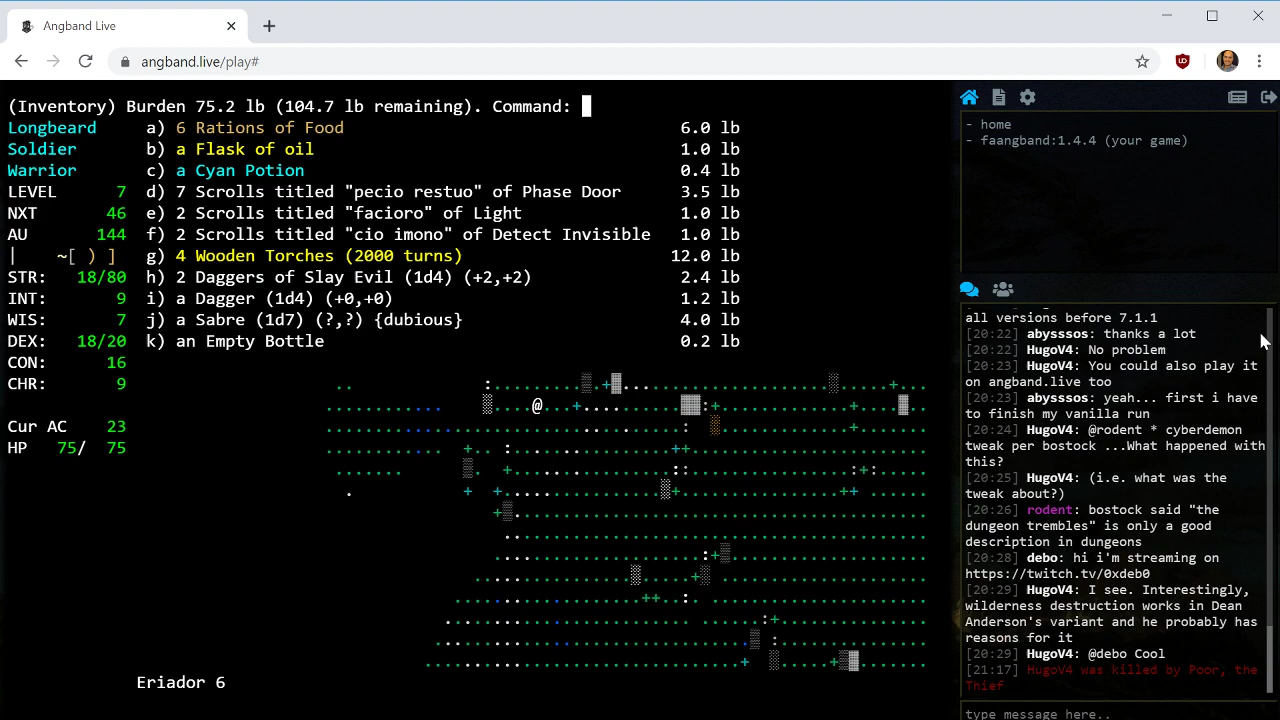 Angband Live
angband.live/play#
(Inventory) Burden 75.2 lb (104.7 lb remaining). Command:
Longbeard a) 6 Rations of Food 6.0 lb
Soldier b) a Flask of oil 1.0 lb
Warrior c) a Cyan Potion 0.4 lb
LEVEL 7 d) 7 Scrolls titled "pecio restuo" of Phase Door 3.5 lb
NXT 46 e) 2 Scrolls titled "facioro" of Light 1.0 lb
AU 144 f) 2 Scrolls titled "cio imono" of Detect Invisible 1.0 lb
| ~[ ) ] g) 4 Wooden Torches (2000 turns) 12.0 lb
STR: 18/80 h) 2 Daggers of Slay Evil (1d4) (+2,+2) 2.4 lb
INT: 9 i) a Dagger (1d4) (+0,+0) 1.2 lb
WIS: 7 j) a Sabre (1d7) (?,?) {dubious} 4.0 lb
DEX: 18/20 k) an Empty Bottle 0.2 lb
CON: 16
CHR: 9
@
Cur AC 23
HP 75/ 75
Eriador 6
- home
- faangband:1.4.4 (your game)
all versions before 7.1.1
[20:22] abysssos: thanks a lot
[20:22] HugoV4: No problem
[20:23] HugoV4: You could also play it
on angband.live too
[20:23] abysssos: yeah... first i have
to finish my vanilla run
[20:24] HugoV4: @rodent * cyberdemon
tweak per bostock ...What happened with
this?
[20:25] HugoV4: (i.e. what was the
tweak about?)
[20:26] rodent: bostock said "the
dungeon trembles" is only a good
description in dungeons
[20:28] debo: hi i'm streaming on
https://twitch.tv/0xdeb0
[20:29] HugoV4: I see. Interestingly,
wilderness destruction works in Dean
Anderson's variant and he probably has
reasons for it
[20:29] HugoV4: @debo Cool
[21:17] HugoV4 was killed by Poor, the
Thief
type message here..